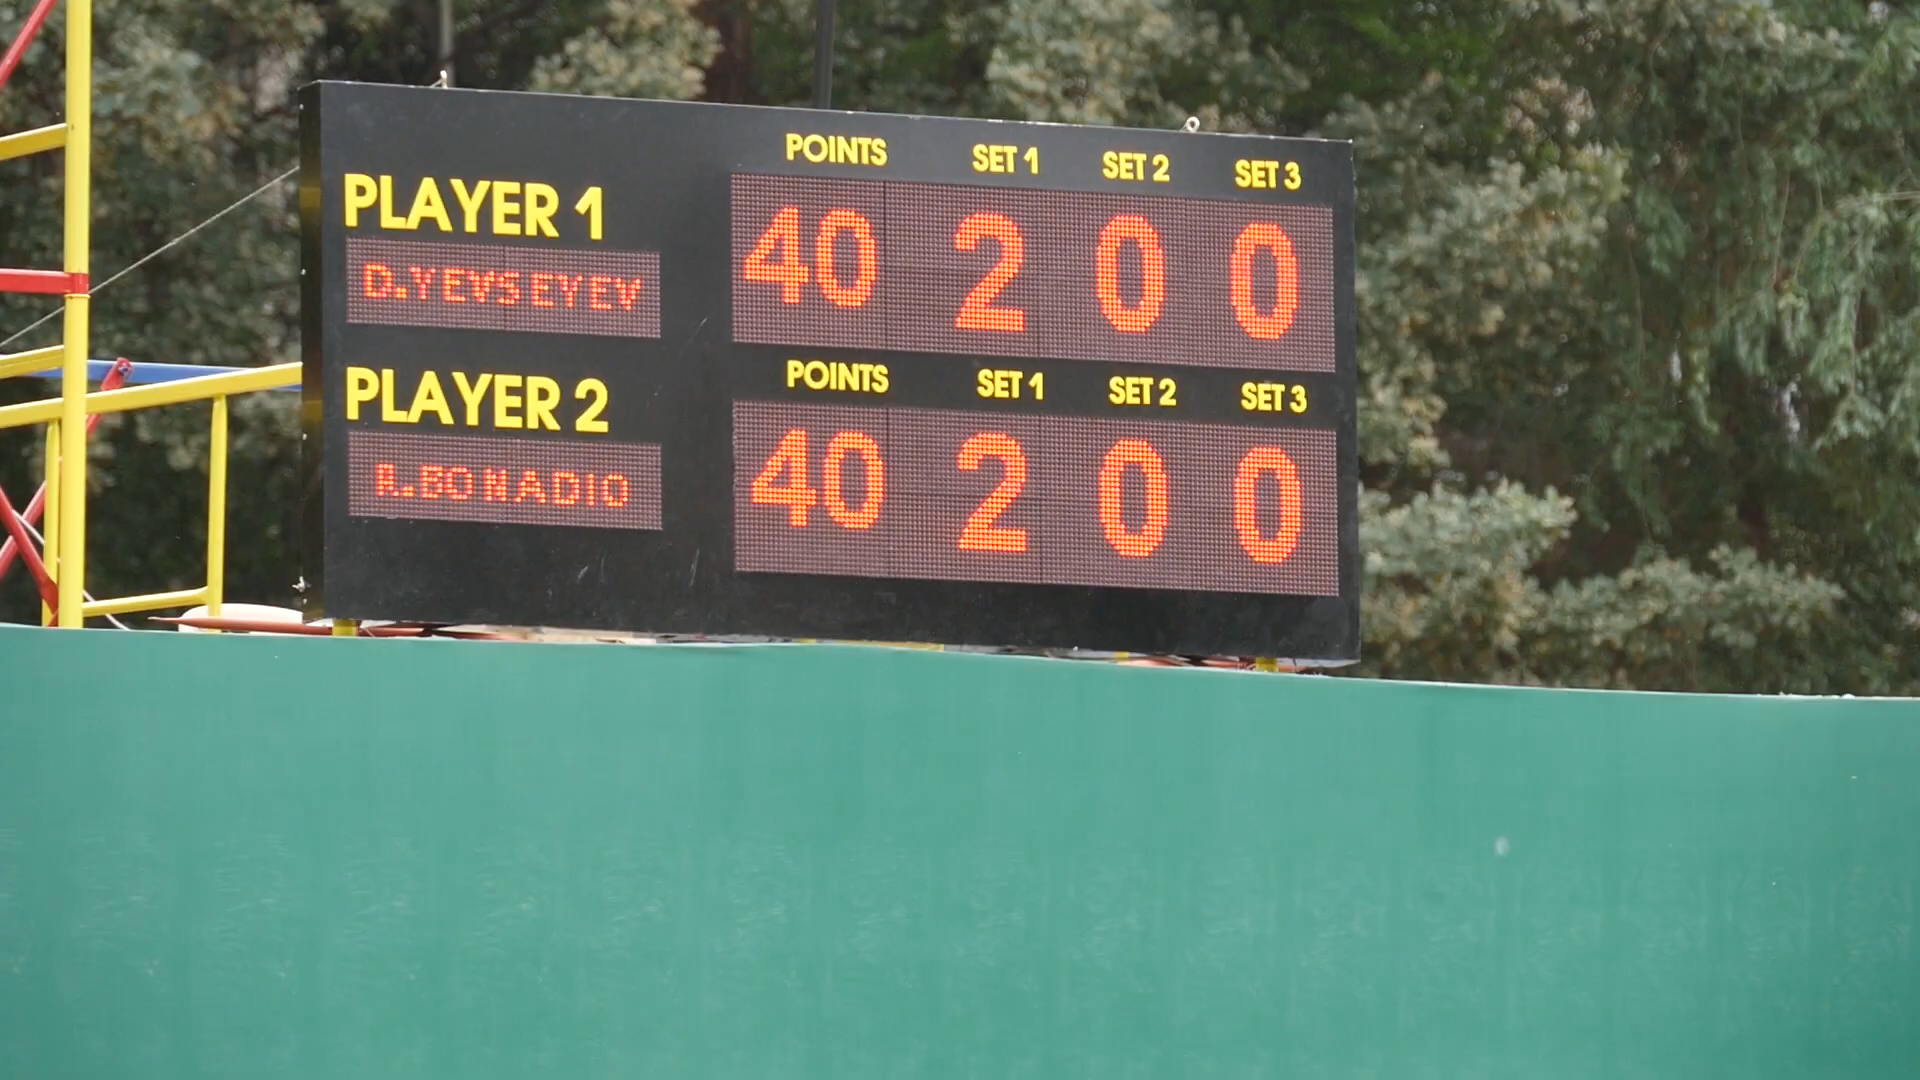 POINTS SET 1 SET 2 SET 3
PLAYER 1
40 2 0 0
D.YEVSEYEV
POINTS SET 1 SET 2 SET 3
PLAYER 2
40 2 0 0
R.BONADIO